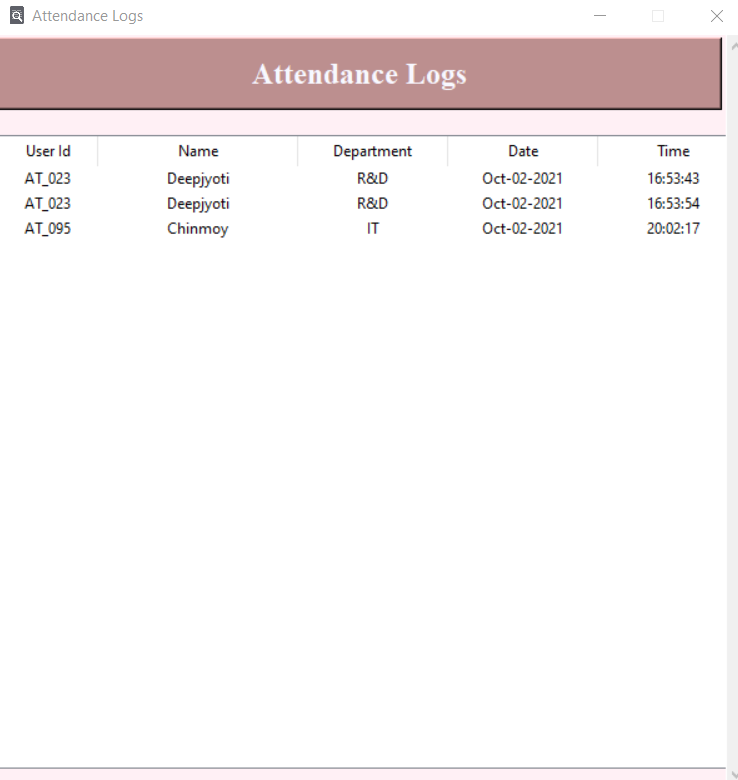 Attendance Logs
Attendance Logs
User Id Name Department Date Time
AT_023 Deepjyoti R&D Oct-02-2021 16:53:43
AT_023 Deepjyoti R&D Oct-02-2021 16:53:54
AT_095 Chinmoy IT Oct-02-2021 20:02:17